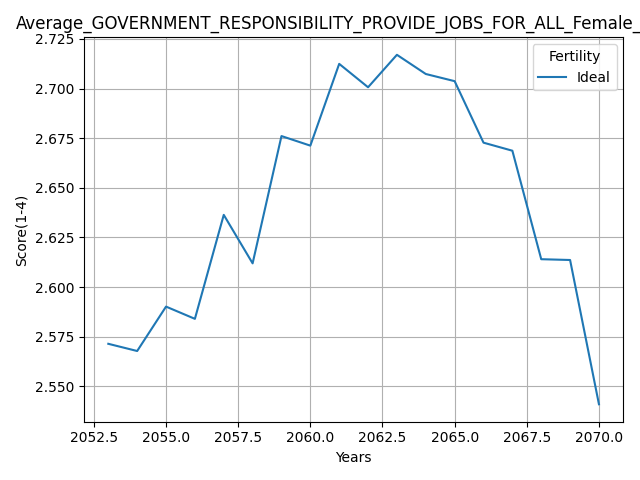 Average_GOVERNMENT_RESPONSIBILITY_PROVIDE_JOBS_FOR_ALL_Female_
Fertility
Ideal
Score(1-4)
2.725
2.700
2.675
2.650
2.625
2.600
2.575
2.550
2052.5 2055.0 2057.5 2060.0 2062.5 2065.0 2067.5 2070.0
Years